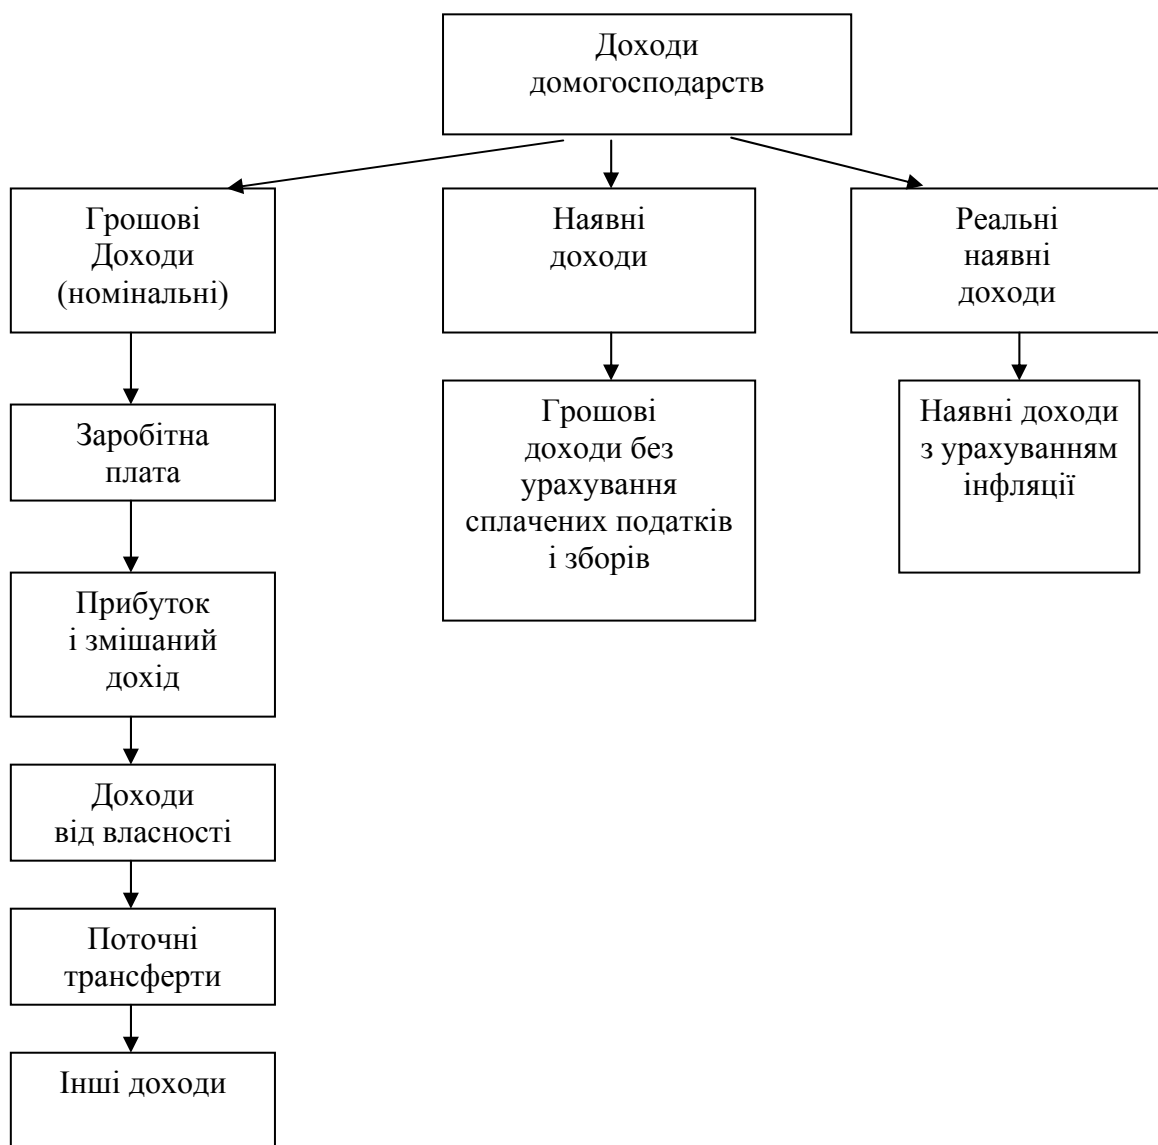 Доходи
домогосподарств
Грошові
Доходи
(номінальні)
Наявні
доходи
Реальні
наявні
доходи
Заробітна
плата
Грошові
доходи без
урахування
сплачених податків
і зборів
Наявні доходи
з урахуванням
інфляції
Прибуток
і змішаний
дохід
Доходи
від власності
Поточні
трансферти
Інші доходи